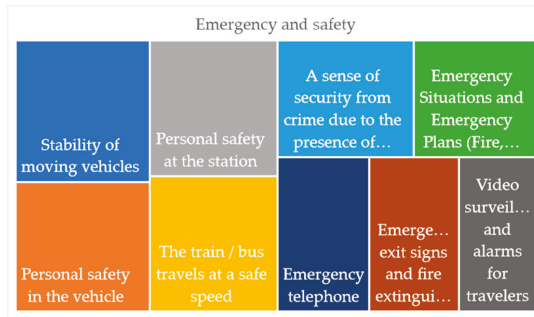 Emergency and safety
Stability of
moving vehicles
Personal safety
at the station
A sense of
security from
crime due to the
presence of…
Emergency
Situations and
Emergency
Plans (Fire,…
Personal safety
in the vehicle
The train / bus
travels at a safe
speed
Emergency
telephone
Emerge…
exit signs
and fire
extingui…
Video
surveil…
and
alarms
for
travelers